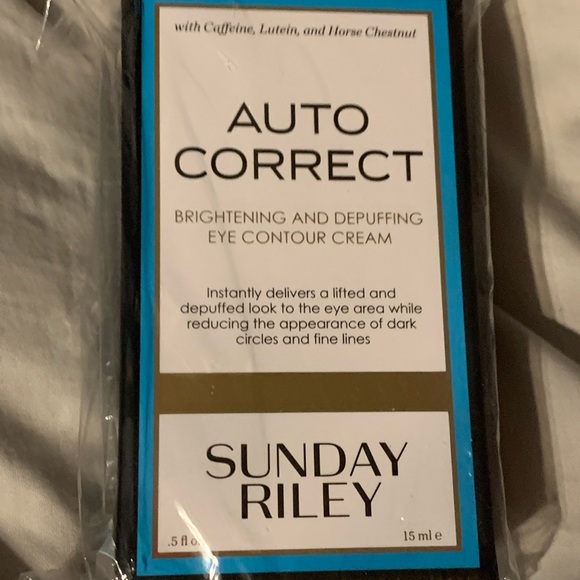 with Caffeine, Lutein, and Horse Chestnut
AUTO
CORRECT
BRIGHTENING AND DEPUFFING
EYE CONTOUR CREAM
Instantly delivers a lifted and
depuffed look to the eye area while
reducing the appearance of dark
circles and fine lines
SUNDAY
RILEY
.5 fl 15 ml e